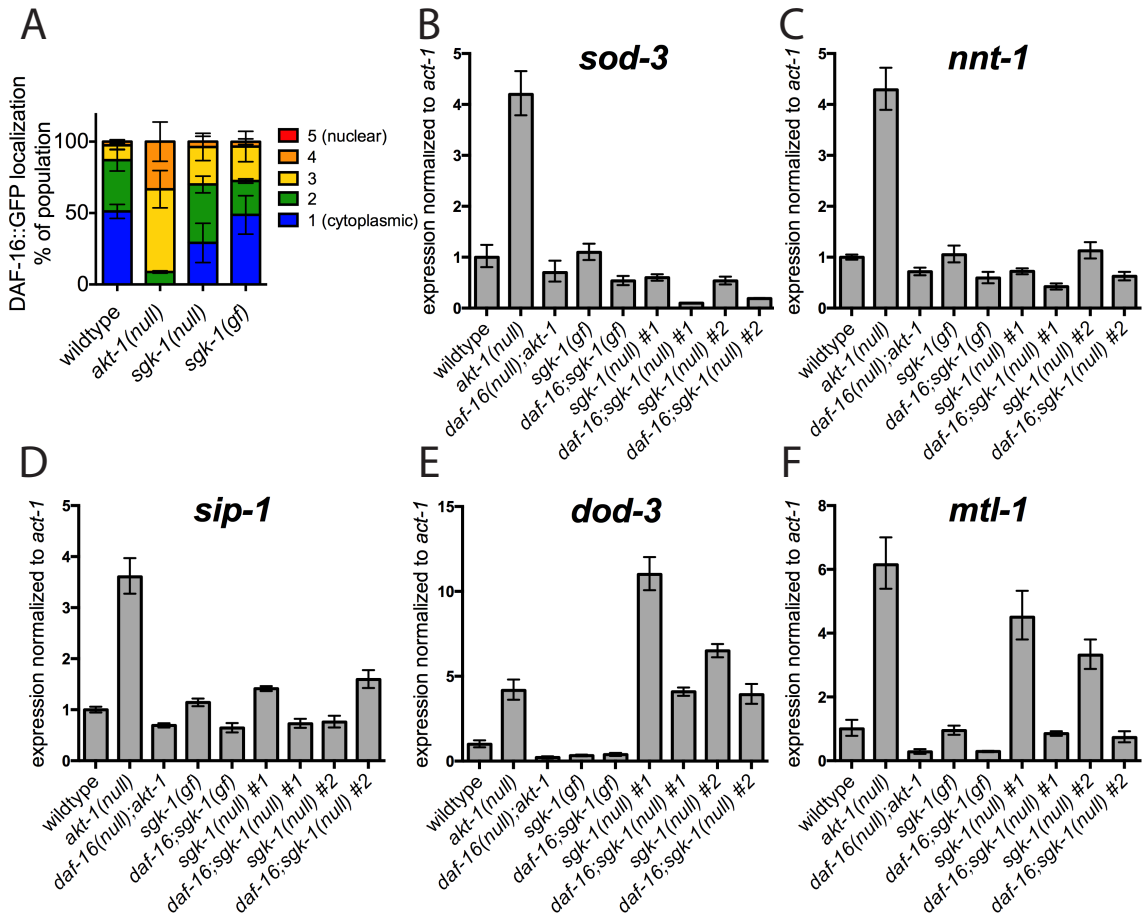 A
DAF-16::GFP localization
% of population
100
50
0
wildtype
akt-1(null)
sgk-1(null)
sgk-1(gf)
5 (nuclear)
4
3
2
1 (cytoplasmic)
B
sod-3
expression normalized to act-1
5
4
3
2
1
0
wildtype
akt-1(null)
daf-16(null);akt-1
sgk-1(gf)
daf-16;sgk-1(gf)
sgk-1(null) #1
daf-16;sgk-1(null) #1
sgk-1(null) #2
daf-16;sgk-1(null) #2
C
nnt-1
expression normalized to act-1
5
4
3
2
1
0
wildtype
akt-1(null)
daf-16(null);akt-1
sgk-1(gf)
daf-16;sgk-1(gf)
sgk-1(null) #1
daf-16;sgk-1(null) #1
sgk-1(null) #2
daf-16;sgk-1(null) #2
D
sip-1
expression normalized to act-1
5
4
3
2
1
0
wildtype
akt-1(null)
daf-16(null);akt-1
sgk-1(gf)
daf-16;sgk-1(gf)
sgk-1(null) #1
daf-16;sgk-1(null) #1
sgk-1(null) #2
daf-16;sgk-1(null) #2
E
dod-3
expression normalized to act-1
15
10
5
0
wildtype
akt-1(null)
daf-16(null);akt-1
sgk-1(gf)
daf-16;sgk-1(gf)
sgk-1(null) #1
daf-16;sgk-1(null) #1
sgk-1(null) #2
daf-16;sgk-1(null) #2
F
mtl-1
expression normalized to act-1
8
6
4
2
0
wildtype
akt-1(null)
daf-16(null);akt-1
sgk-1(gf)
daf-16;sgk-1(gf)
sgk-1(null) #1
daf-16;sgk-1(null) #1
sgk-1(null) #2
daf-16;sgk-1(null) #2